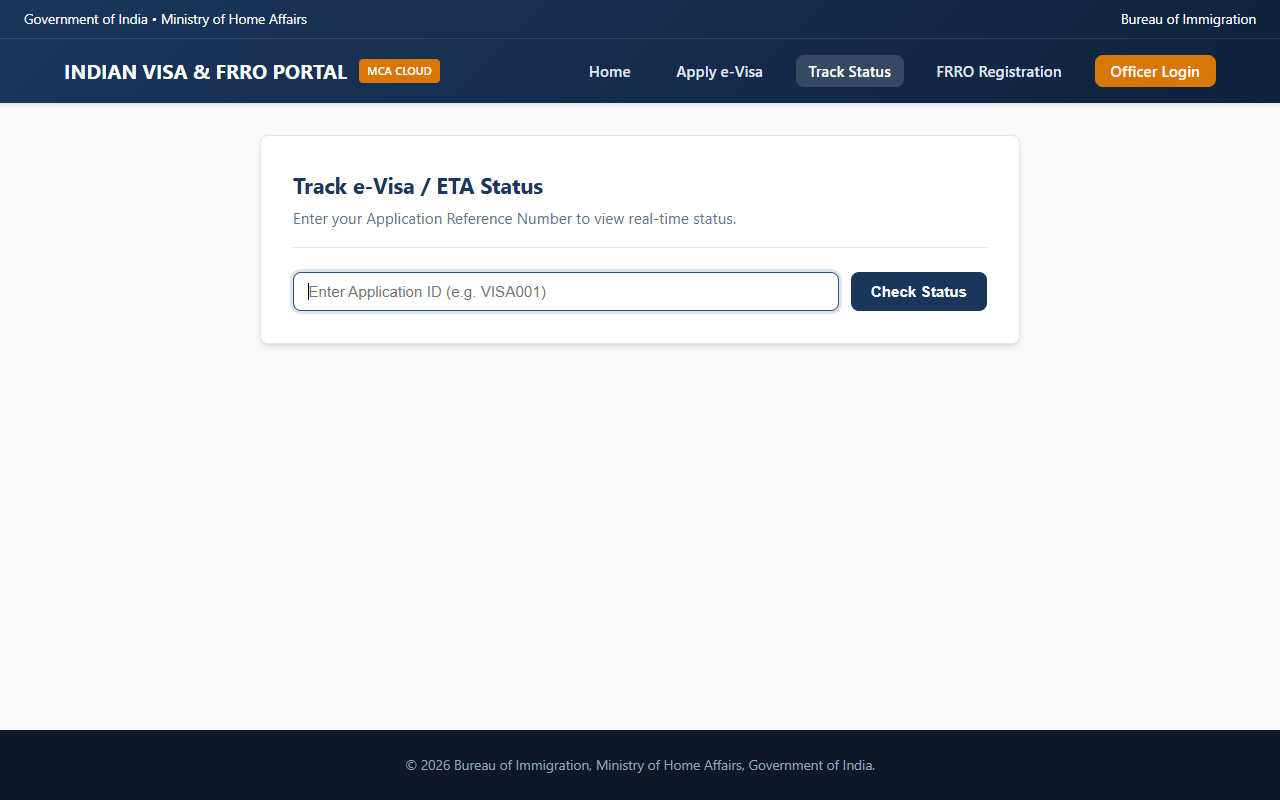 Government of India • Ministry of Home Affairs
Bureau of Immigration
INDIAN VISA & FRRO PORTAL
MCA CLOUD
Home
Apply e-Visa
Track Status
FRRO Registration
Officer Login
Track e-Visa / ETA Status
Enter your Application Reference Number to view real-time status.
Enter Application ID (e.g. VISA001)
Check Status
© 2026 Bureau of Immigration, Ministry of Home Affairs, Government of India.